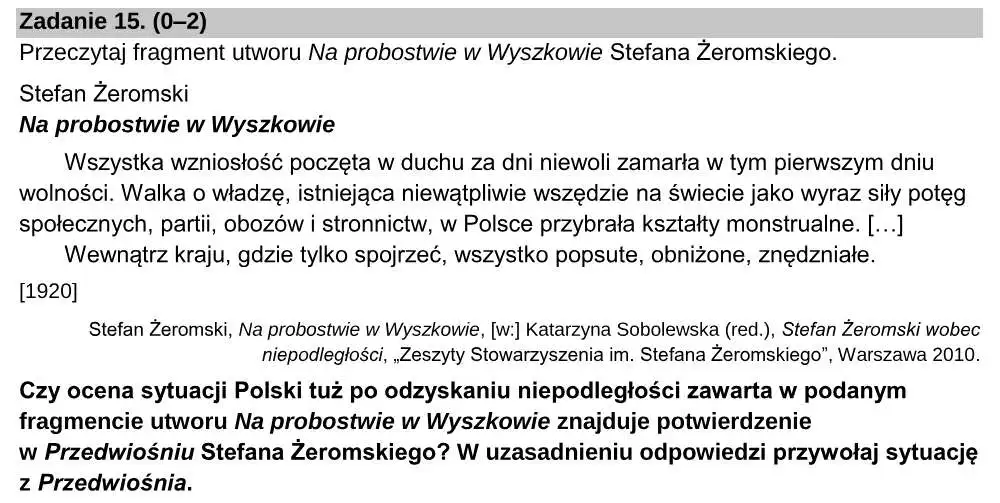 Zadanie 15. (0–2)
Przeczytaj fragment utworu Na probostwie w Wyszkowie Stefana Żeromskiego.
Stefan Żeromski
Na probostwie w Wyszkowie
Wszystka wzniosłość poczęta w duchu za dni niewoli zamarła w tym pierwszym dniu
wolności. Walka o władzę, istniejąca niewątpliwie wszędzie na świecie jako wyraz siły potęg
społecznych, partii, obozów i stronnictw, w Polsce przybrała kształty monstrualne. […]
Wewnątrz kraju, gdzie tylko spojrzeć, wszystko popsute, obniżone, znędzniałe.
[1920]
Stefan Żeromski, Na probostwie w Wyszkowie, [w:] Katarzyna Sobolewska (red.), Stefan Żeromski wobec
niepodległości, „Zeszyty Stowarzyszenia im. Stefana Żeromskiego”, Warszawa 2010.
Czy ocena sytuacji Polski tuż po odzyskaniu niepodległości zawarta w podanym
fragmencie utworu Na probostwie w Wyszkowie znajduje potwierdzenie
w Przedwiośniu Stefana Żeromskiego? W uzasadnieniu odpowiedzi przywołaj sytuację
z Przedwiośnia.